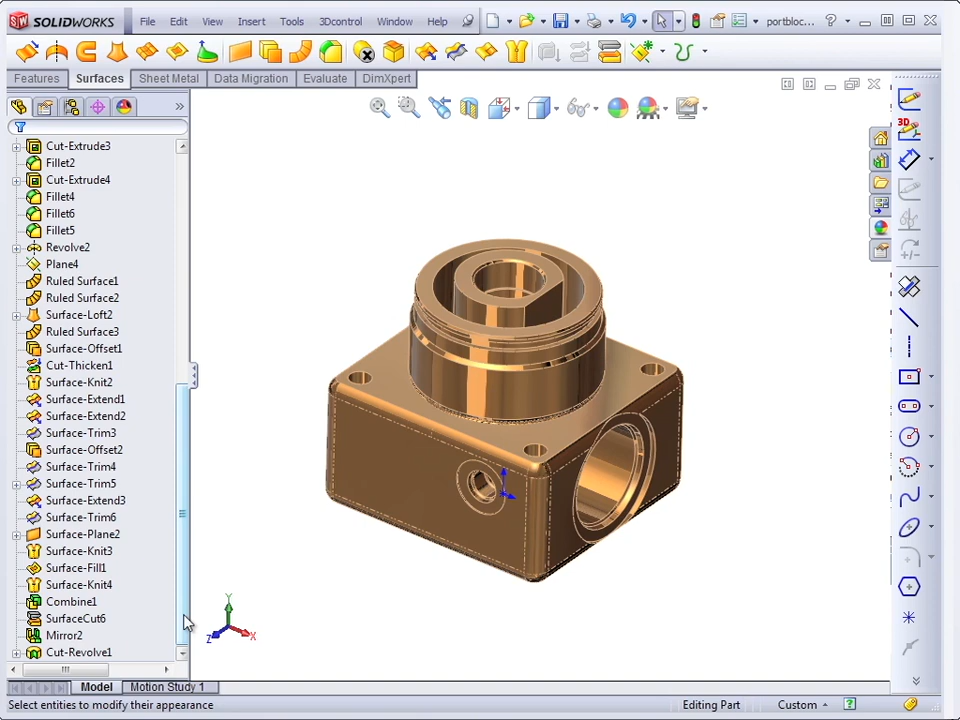 SOLIDWORKS File Edit View Insert Tools 3Dcontrol Window Help portbloc...
Features Surfaces Sheet Metal Data Migration Evaluate DimXpert
3D
Cut-Extrude3
Fillet2
Cut-Extrude4
Fillet4
Fillet6
Fillet5
Revolve2
Plane4
Ruled Surface1
Ruled Surface2
Surface-Loft2
Ruled Surface3
Surface-Offset1
Cut-Thicken1
Surface-Knit2
Surface-Extend1
Surface-Extend2
Surface-Trim3
Surface-Offset2
Surface-Trim4
Surface-Trim5
Surface-Extend3
Surface-Trim6
Surface-Plane2
Surface-Knit3
Surface-Fill1
Surface-Knit4
Combine1
SurfaceCut6
Mirror2
Cut-Revolve1
Y
Z
X
Model Motion Study 1
Select entities to modify their appearance Editing Part Custom